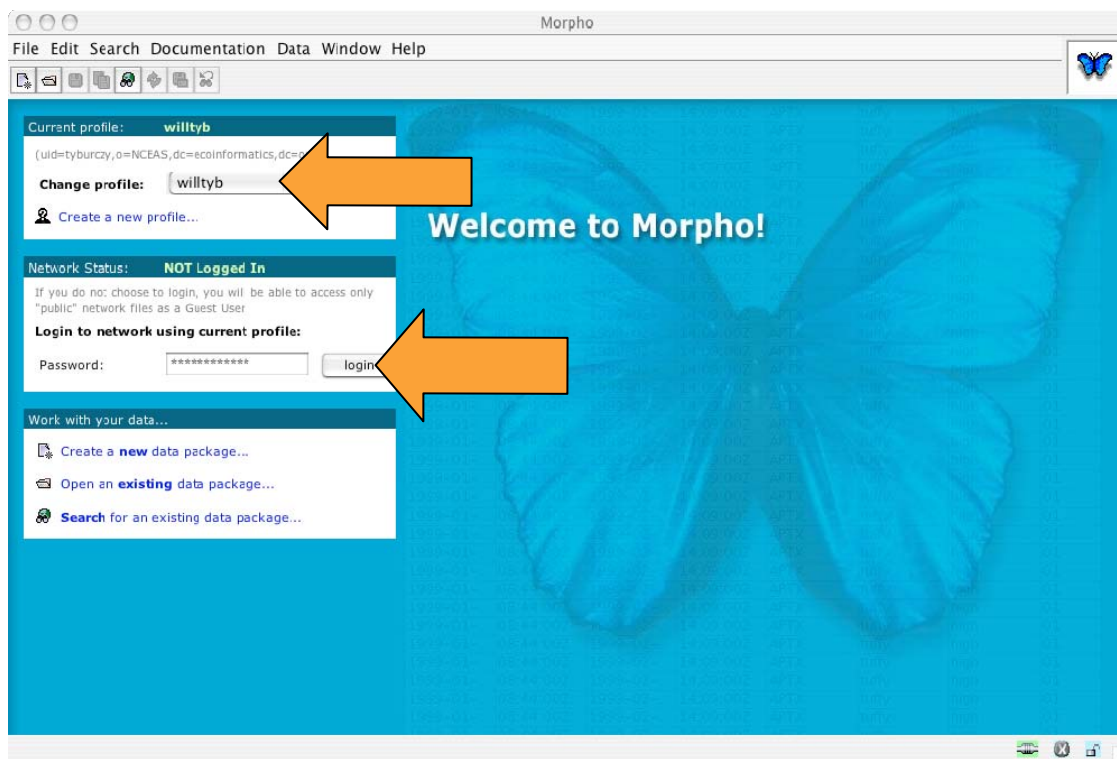 Morpho
File Edit Search Documentation Data Window Help
Current profile: willtyb
(uid=tyburczy,o=NCEAS,dc=ecoinformatics,dc=o
Change profile: willtyb
Create a new profile...
Welcome to Morpho!
Network Status: NOT Logged In
If you do not choose to login, you will be able to access only
"public" network files as a Guest User
Login to network using current profile:
Password: ************ login
Work with your data...
Create a new data package...
Open an existing data package...
Search for an existing data package...